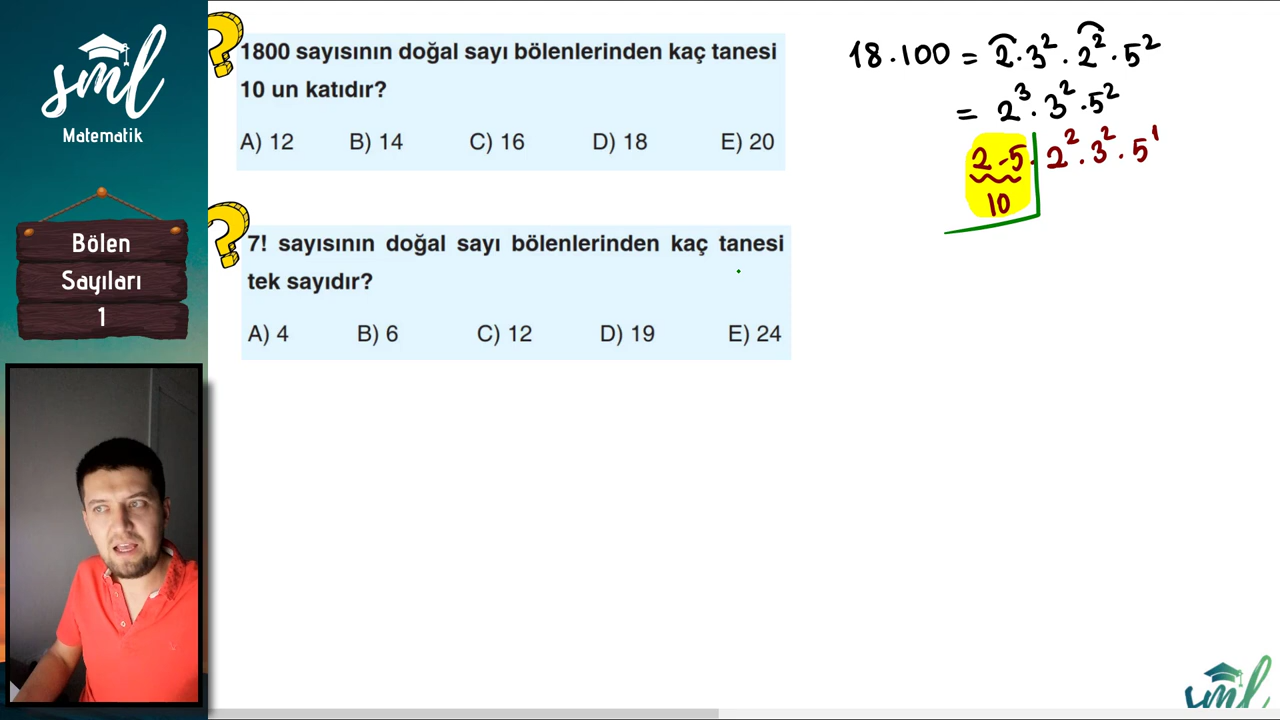 sml
Matematik
Bölen
Sayıları
1
1800 sayısının doğal sayı bölenlerinden kaç tanesi
10 un katıdır?
A) 12 B) 14 C) 16 D) 18 E) 20
7! sayısının doğal sayı bölenlerinden kaç tanesi
tek sayıdır?
A) 4 B) 6 C) 12 D) 19 E) 24
18.100 = 2.3² . 2² . 5²
= 2³ . 3² . 5²
2.5 . 2² . 3² . 5¹
10
sml